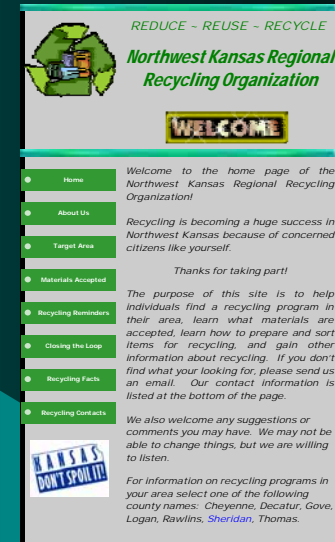 REDUCE ~ REUSE ~ RECYCLE
Northwest Kansas Regional
Recycling Organization
WELCOME
Home
About Us
Target Area
Materials Accepted
Recycling Reminders
Closing the Loop
Recycling Facts
Recycling Contacts
KANSAS
DON'T SPOIL IT!
Welcome to the home page of the
Northwest Kansas Regional Recycling
Organization!
Recycling is becoming a huge success in
Northwest Kansas because of concerned
citizens like yourself.
Thanks for taking part!
The purpose of this site is to help
individuals find a recycling program in
their area, learn what materials are
accepted, learn how to prepare and sort
items for recycling, and gain other
information about recycling. If you don't
find what your looking for, please send us
an email. Our contact information is
listed at the bottom of the page.
We also welcome any suggestions or
comments you may have. We may not be
able to change things, but we are willing
to listen.
For information on recycling programs in
your area select one of the following
county names: Cheyenne, Decatur, Gove,
Logan, Rawlins, Sheridan, Thomas.